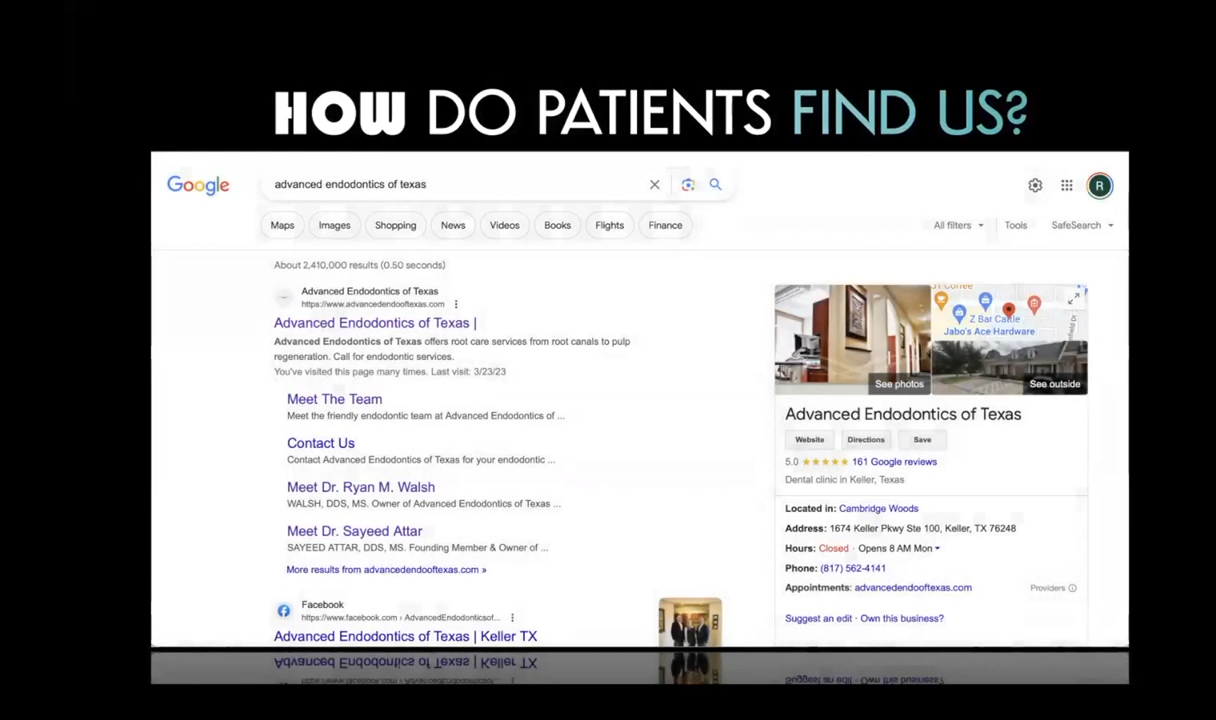 HOW DO PATIENTS FIND US?
Google
advanced endodontics of texas
R
Maps
Images
Shopping
News
Videos
Books
Flights
Finance
All filters
Tools
SafeSearch
About 2,410,000 results (0.50 seconds)
Advanced Endodontics of Texas
https://www.advancedendooftexas.com
Advanced Endodontics of Texas |
Advanced Endodontics of Texas offers root care services from root canals to pulp
regeneration. Call for endodontic services.
You've visited this page many times. Last visit: 3/23/23
Meet The Team
Meet the friendly endodontic team at Advanced Endodontics of ...
Contact Us
Contact Advanced Endodontics of Texas for your endodontic ...
Meet Dr. Ryan M. Walsh
WALSH, DDS, MS. Owner of Advanced Endodontics of Texas ...
Meet Dr. Sayeed Attar
SAYEED ATTAR, DDS, MS. Founding Member & Owner of ...
More results from advancedendooftexas.com »
Facebook
https://www.facebook.com › AdvancedEndodonticsof...
Advanced Endodontics of Texas | Keller TX
Z Bar Cattle
Jabo's Ace Hardware
See photos
See outside
Advanced Endodontics of Texas
Website
Directions
Save
5.0 ★★★★★ 161 Google reviews
Dental clinic in Keller, Texas
Located in: Cambridge Woods
Address: 1674 Keller Pkwy Ste 100, Keller, TX 76248
Hours: Closed · Opens 8 AM Mon
Phone: (817) 562-4141
Appointments: advancedendooftexas.com
Providers
Suggest an edit · Own this business?